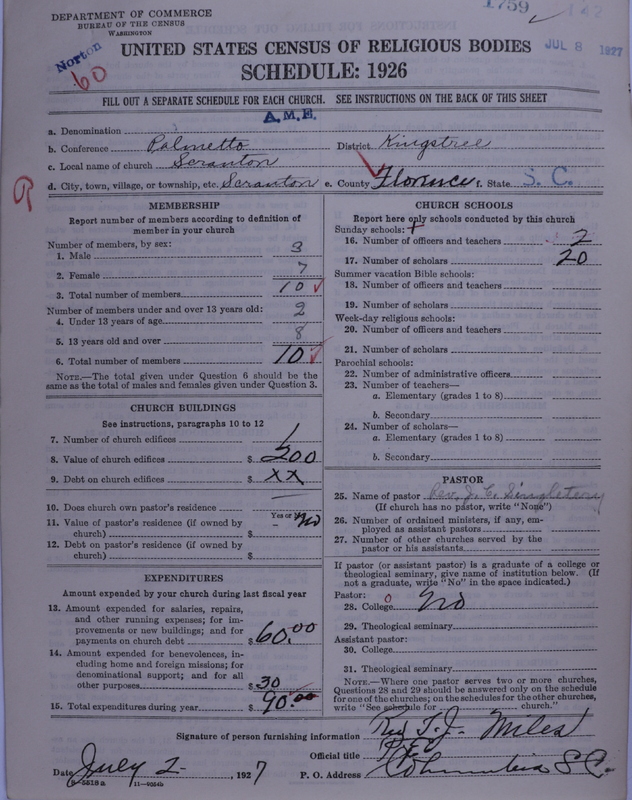 DEPARTMENT OF COMMERCE
BUREAU OF THE CENSUS
WASHINGTON
1759
142
Norton
60
JUL 8 1927
UNITED STATES CENSUS OF RELIGIOUS BODIES
SCHEDULE: 1926
FILL OUT A SEPARATE SCHEDULE FOR EACH CHURCH. SEE INSTRUCTIONS ON THE BACK OF THIS SHEET
A.M.E.
a. Denomination
b. Conference Palmetto District Kingstree
c. Local name of church Scranton
d. City, town, village, or township, etc. Scranton e. County Florence f. State S. C.
MEMBERSHIP
Report number of members according to definition of member in your church
Number of members, by sex:
1. Male 3
2. Female 7
3. Total number of members 10
Number of members under and over 13 years old:
4. Under 13 years of age 2
5. 13 years old and over 8
6. Total number of members 10
NOTE.—The total given under Question 6 should be the
same as the total of males and females given under Question 3.
CHURCH BUILDINGS
See instructions, paragraphs 10 to 12
7. Number of church edifices 1
8. Value of church edifices $ 200
9. Debt on church edifices $ XX
10. Does church own pastor's residence
Yes or No
11. Value of pastor's residence (if owned by
church) $
12. Debt on pastor's residence (if owned by
church) $
EXPENDITURES
Amount expended by your church during last fiscal year
13. Amount expended for salaries, repairs,
and other running expenses; for im-
provements or new buildings; and for
payments on church debt $ 60.00
14. Amount expended for benevolences, in-
cluding home and foreign missions; for
denominational support; and for all
other purposes $ 30
15. Total expenditures during year $ 90.00
CHURCH SCHOOLS
Report here only schools conducted by this church
Sunday schools:
16. Number of officers and teachers 2
17. Number of scholars 20
Summer vacation Bible schools:
18. Number of officers and teachers
19. Number of scholars
Week-day religious schools:
20. Number of officers and teachers
21. Number of scholars
Parochial schools:
22. Number of administrative officers
23. Number of teachers—
a. Elementary (grades 1 to 8)
b. Secondary
24. Number of scholars—
a. Elementary (grades 1 to 8)
b. Secondary
PASTOR
25. Name of pastor Rev. J. C. Singletery
(If church has no pastor, write "None")
26. Number of ordained ministers, if any, em-
ployed as assistant pastors
27. Number of other churches served by the
pastor or his assistants
If pastor (or assistant pastor) is a graduate of a college or
theological seminary, give name of institution below. (If
not a graduate, write "No" in the space indicated.)
Pastor:
28. College No
29. Theological seminary
Assistant pastor:
30. College
31. Theological seminary
NOTE.—Where one pastor serves two or more churches,
Questions 28 and 29 should be answered only on the schedule
for one of the churches; on the schedules for the other churches,
write "See schedule for church."
Signature of person furnishing information Rev T. J. Miles
Official title P.E.
Date July 2, 1927 P. O. Address Columbia S.C.
8-5518a 11-9054b